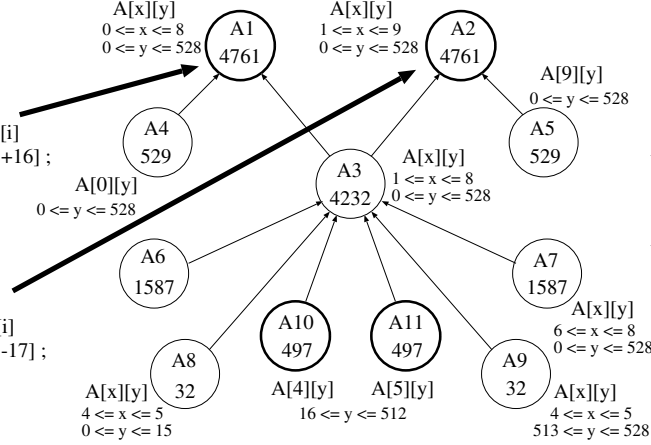 A[x][y]
0 <= x <= 8
0 <= y <= 528
A1
4761
A[x][y]
1 <= x <= 9
0 <= y <= 528
A2
4761
A[9][y]
0 <= y <= 528
[i]
+16] ;
A4
529
A5
529
A[0][y]
0 <= y <= 528
A3
4232
A[x][y]
1 <= x <= 8
0 <= y <= 528
A6
1587
A7
1587
[i]
-17] ;
A10
497
A11
497
A[x][y]
6 <= x <= 8
0 <= y <= 528
A8
32
A9
32
A[x][y]
4 <= x <= 5
0 <= y <= 15
A[4][y]
A[5][y]
16 <= y <= 512
A[x][y]
4 <= x <= 5
513 <= y <= 528